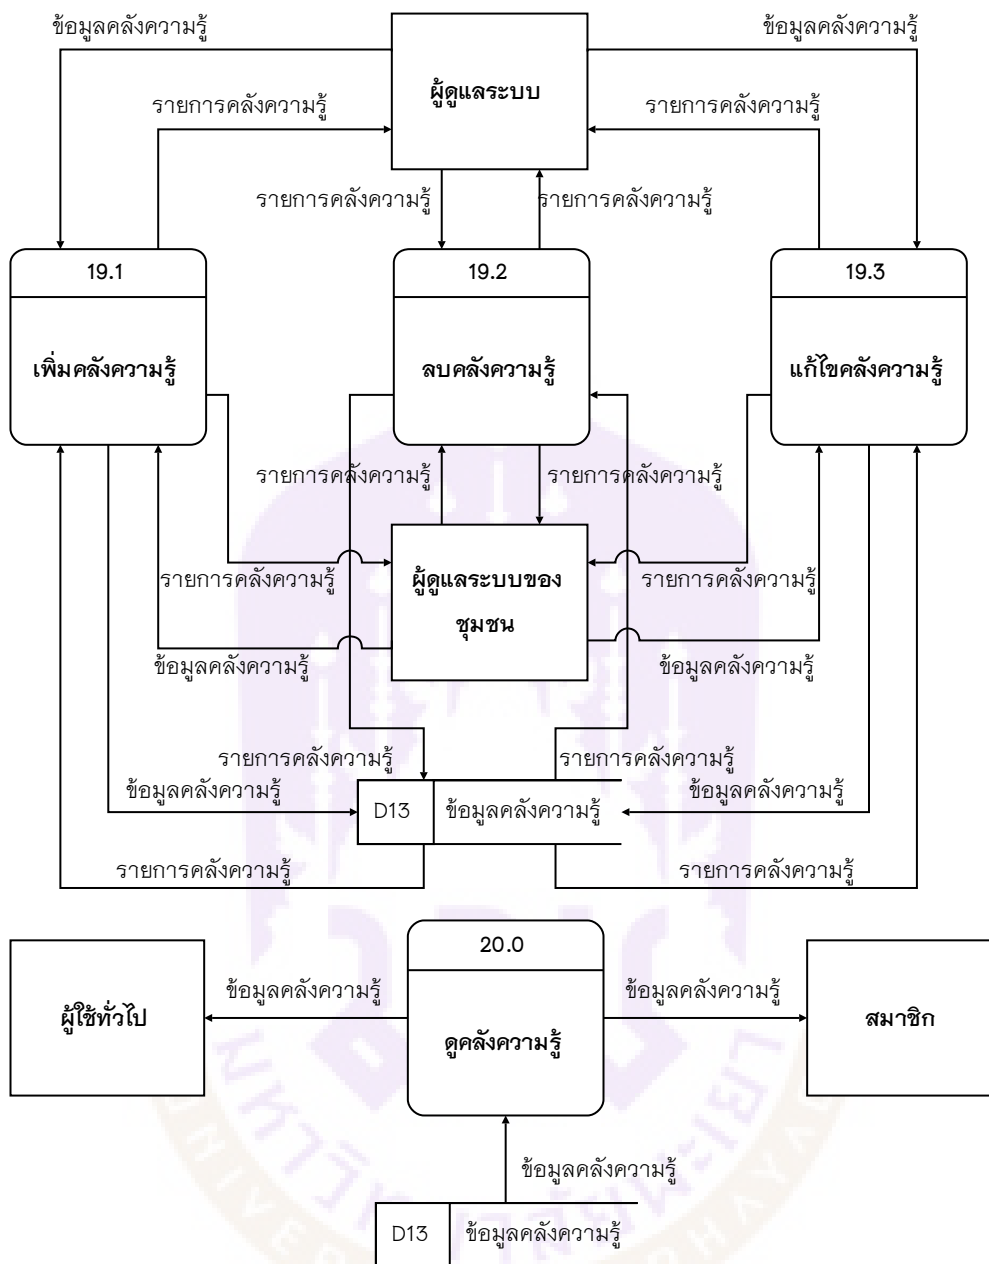 ข้อมูลคลังความรู้
ข้อมูลคลังความรู้
ผู้ดูแลระบบ
รายการคลังความรู้
รายการคลังความรู้
รายการคลังความรู้
รายการคลังความรู้
19.1
19.2
19.3
เพิ่มคลังความรู้
ลบคลังความรู้
แก้ไขคลังความรู้
รายการคลังความรู้
รายการคลังความรู้
รายการคลังความรู้
ผู้ดูแลระบบของ
รายการคลังความรู้
ชุมชน
ข้อมูลคลังความรู้
ข้อมูลคลังความรู้
รายการคลังความรู้
รายการคลังความรู้
ข้อมูลคลังความรู้
D13
ข้อมูลคลังความรู้
ข้อมูลคลังความรู้
รายการคลังความรู้
รายการคลังความรู้
20.0
ข้อมูลคลังความรู้
ข้อมูลคลังความรู้
ผู้ใช้ทั่วไป
ดูคลังความรู้
สมาชิก
ข้อมูลคลังความรู้
D13
ข้อมูลคลังความรู้